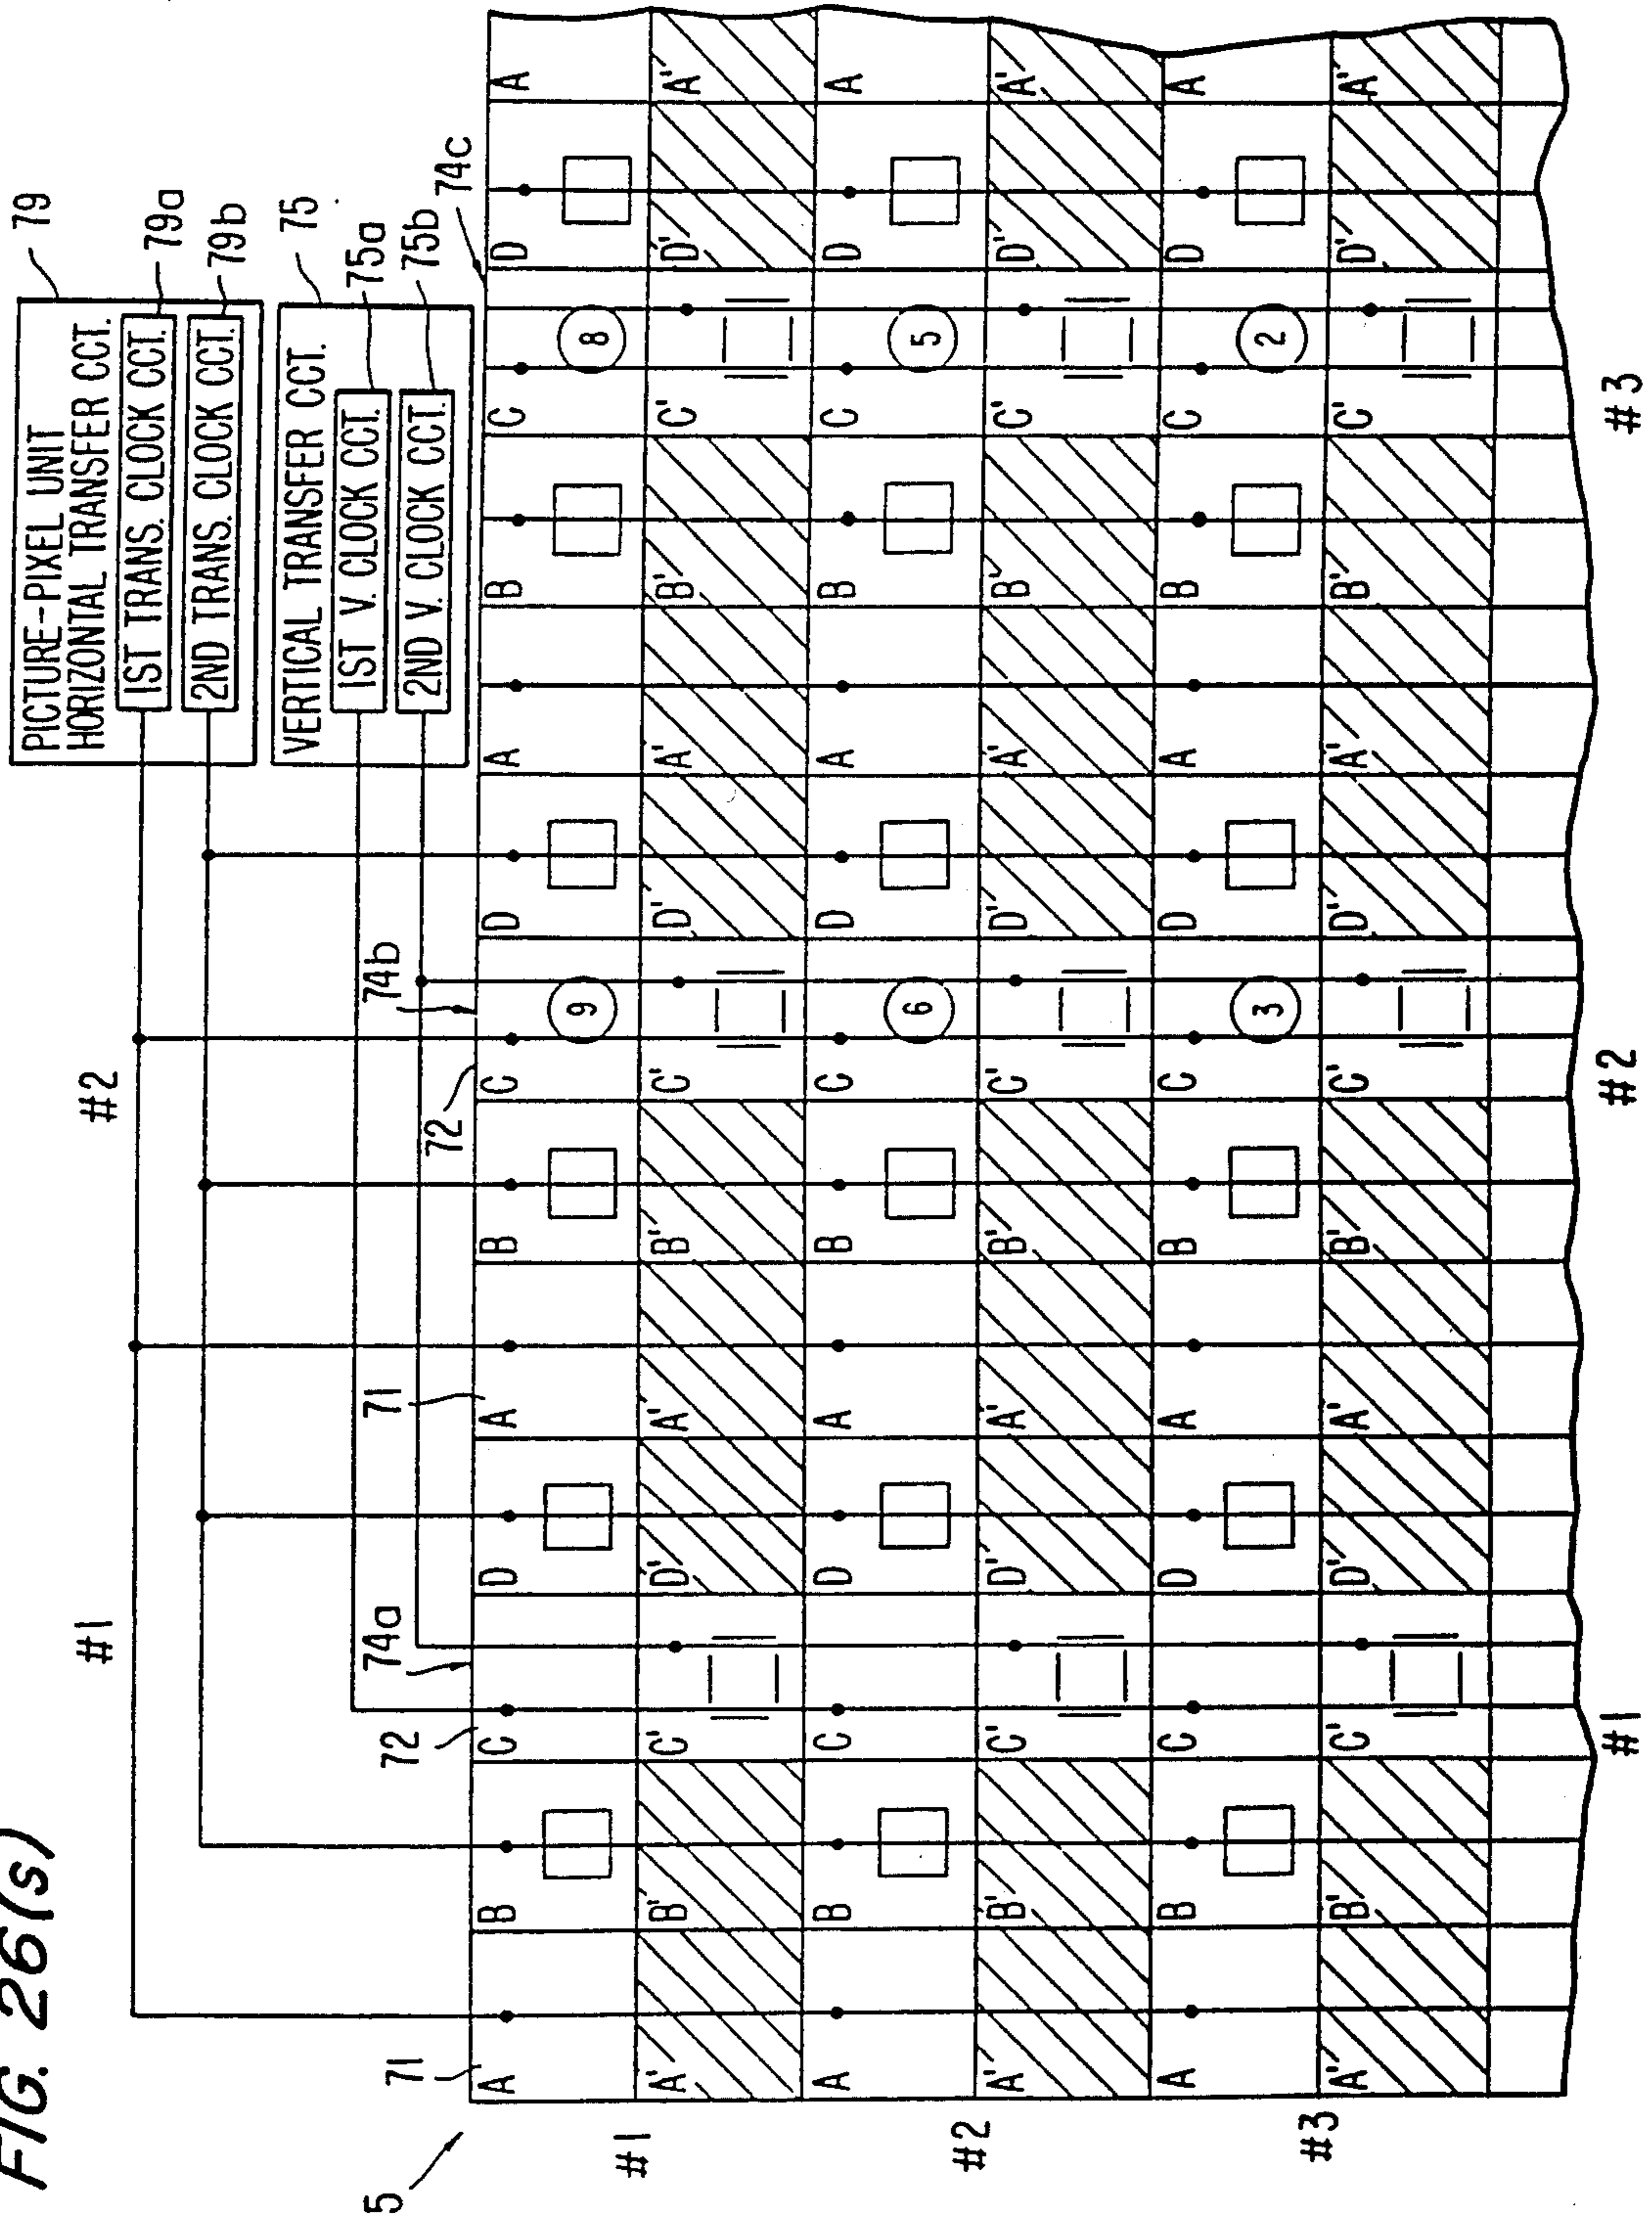 FIG. 26(s)
PICTURE-PIXEL UNIT 79
HORIZONTAL TRANSFER CCT.
#1 #2
1ST TRANS. CLOCK CCT. 79a
2ND TRANS. CLOCK CCT. 79b
VERTICAL TRANSFER CCT. 75
1ST V. CLOCK CCT. 75a
2ND V. CLOCK CCT. 75b
5 71 72 74a 71 72 74b 74c
A B C D A B C D A B C D A
9 8
#1
A' B' C' D' A' B' C' D' A' B' C' D' A'
A B C D A B C D A B C D A
6 5
#2
A' B' C' D' A' B' C' D' A' B' C' D' A'
A B C D A B C D A B C D A
3 2
#3
A' B' C' D' A' B' C' D' A' B' C' D' A'
#1 #2 #3